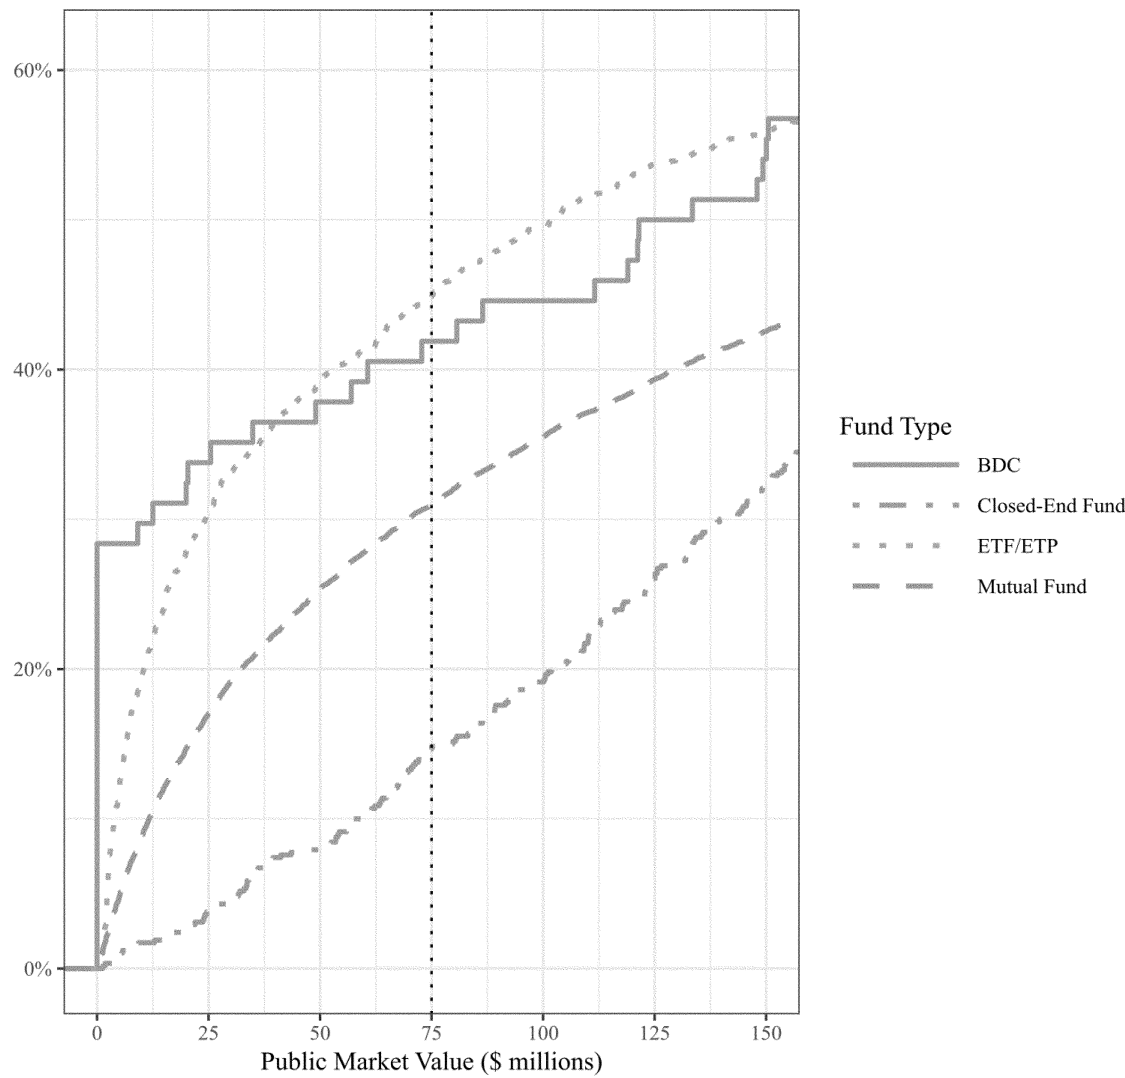 60%
40%
20%
0%
0 25 50 75 100 125 150
Public Market Value ($ millions)
Fund Type
BDC
Closed-End Fund
ETF/ETP
Mutual Fund